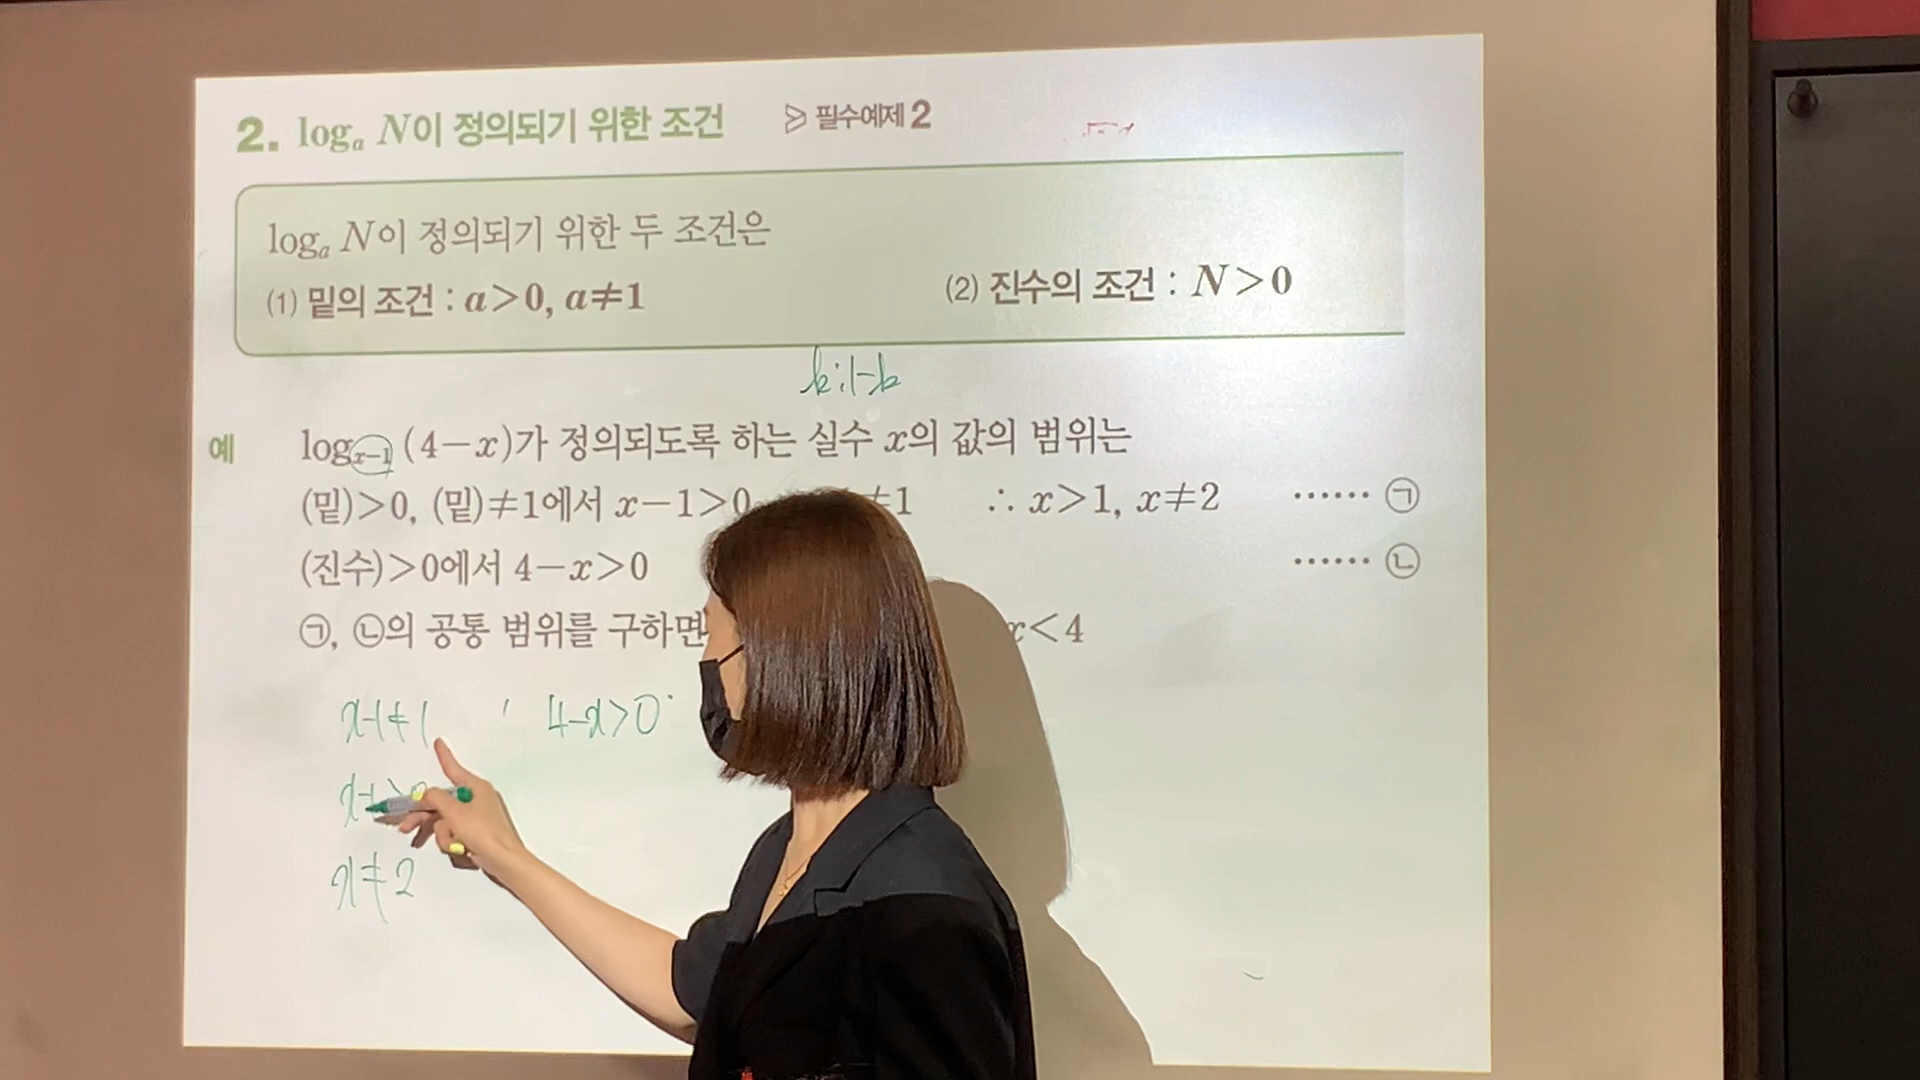 2. logₐ N이 정의되기 위한 조건 ▷ 필수예제 2
logₐ N이 정의되기 위한 두 조건은
(1) 밑의 조건 : a>0, a≠1 (2) 진수의 조건 : N>0
예 log_{x-1} (4-x)가 정의되도록 하는 실수 x의 값의 범위는
(밑)>0, (밑)≠1에서 x-1>0 ≠1 ∴ x>1, x≠2 ······ ㉠
(진수)>0에서 4-x>0 ······ ㉡
㉠, ㉡의 공통 범위를 구하면 x<4
x-1≠1 4-x>0
x-1>
x≠2